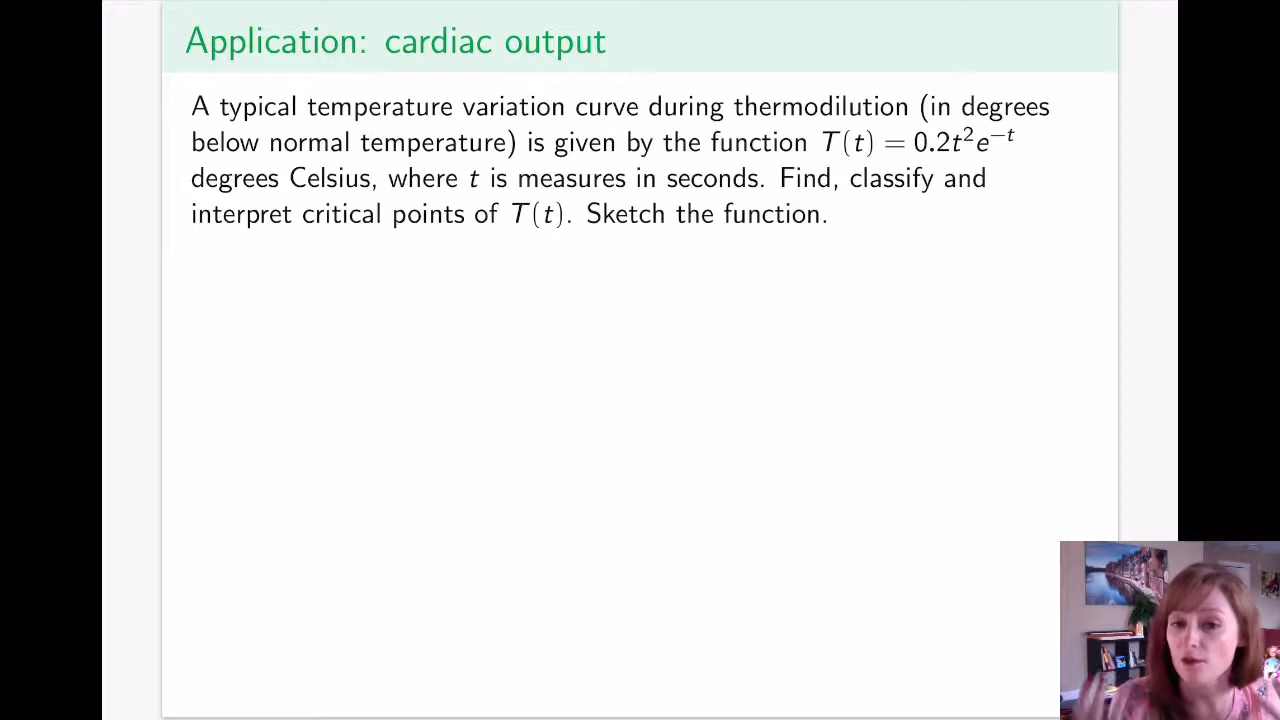 Application: cardiac output
A typical temperature variation curve during thermodilution (in degrees
below normal temperature) is given by the function T(t) = 0.2t²e⁻ᵗ
degrees Celsius, where t is measures in seconds. Find, classify and
interpret critical points of T(t). Sketch the function.